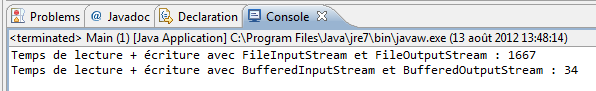 Problems @ Javadoc Declaration Console
<terminated> Main (1) [Java Application] C:\Program Files\Java\jre7\bin\javaw.exe (13 août 2012 13:48:14)
Temps de lecture + écriture avec FileInputStream et FileOutputStream : 1667
Temps de lecture + écriture avec BufferedInputStream et BufferedOutputStream : 34